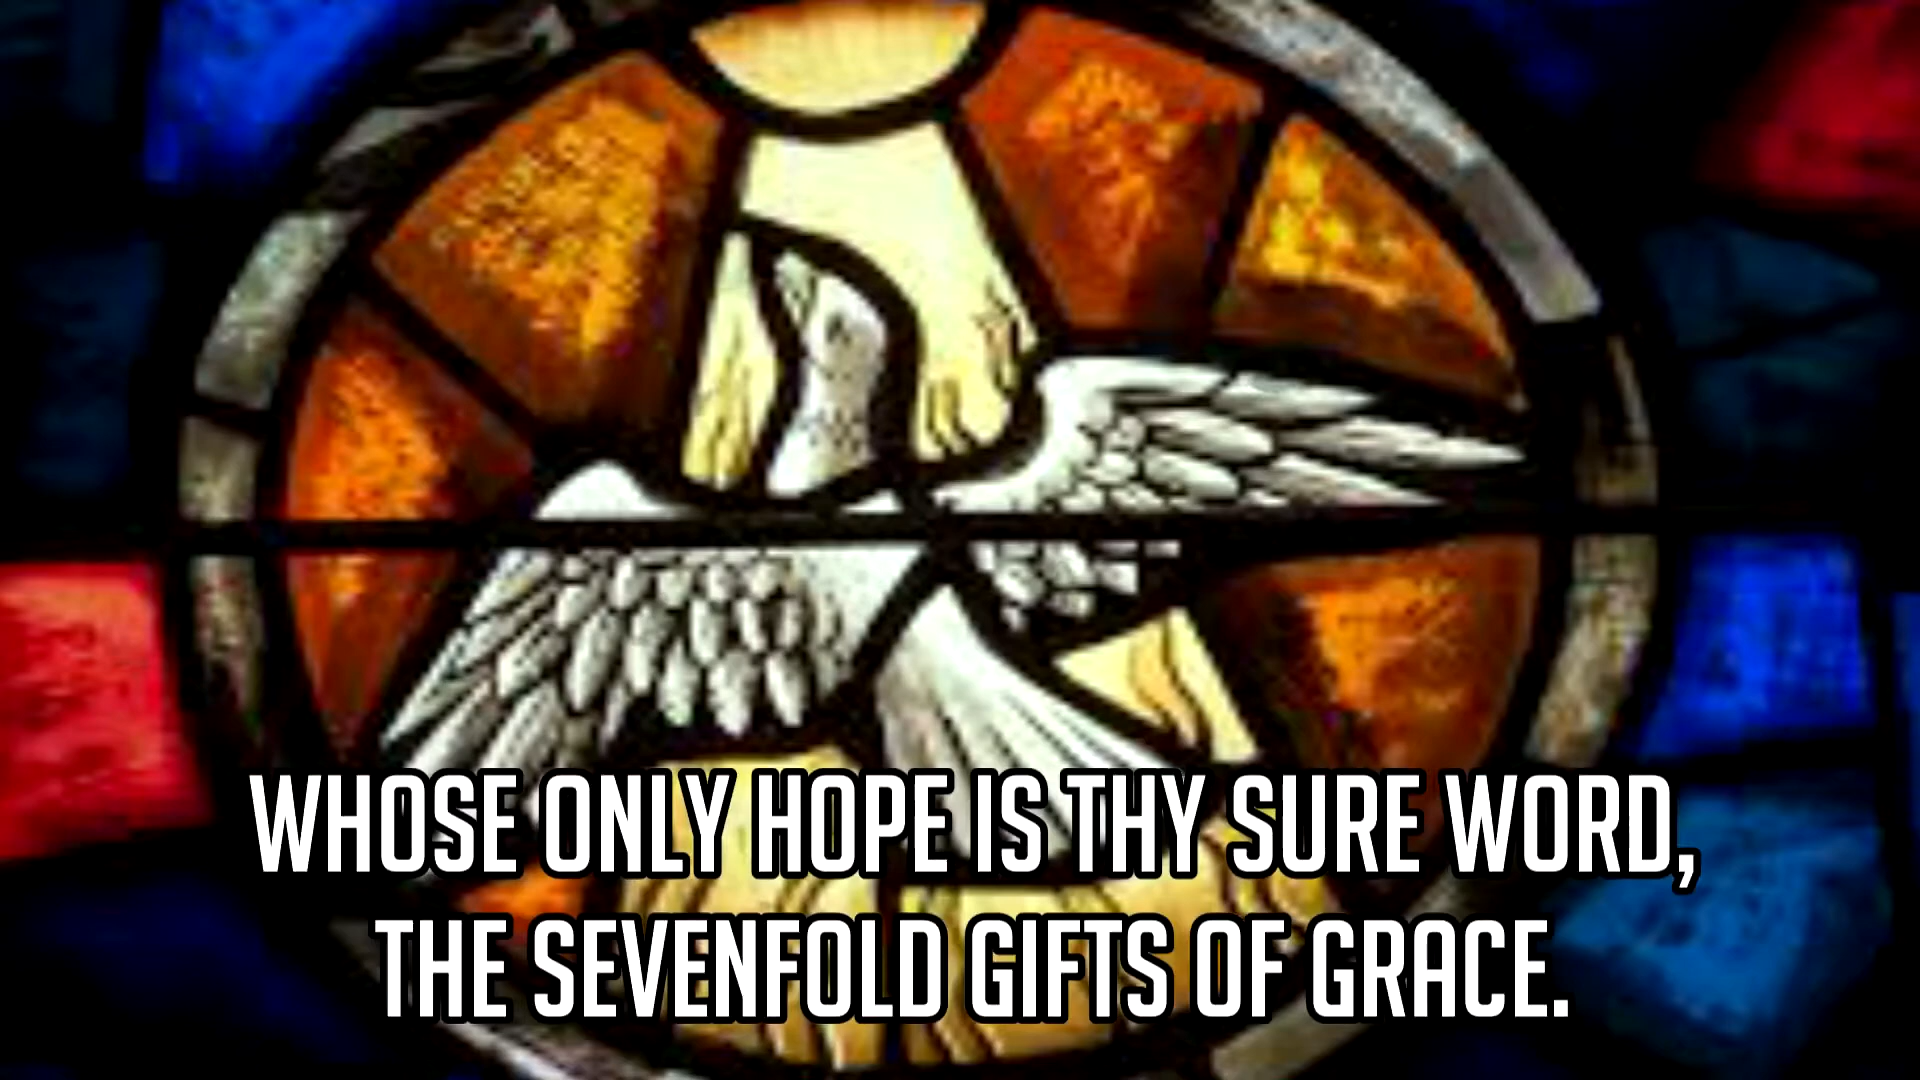 WHOSE ONLY HOPE IS THY SURE WORD,
THE SEVENFOLD GIFTS OF GRACE.